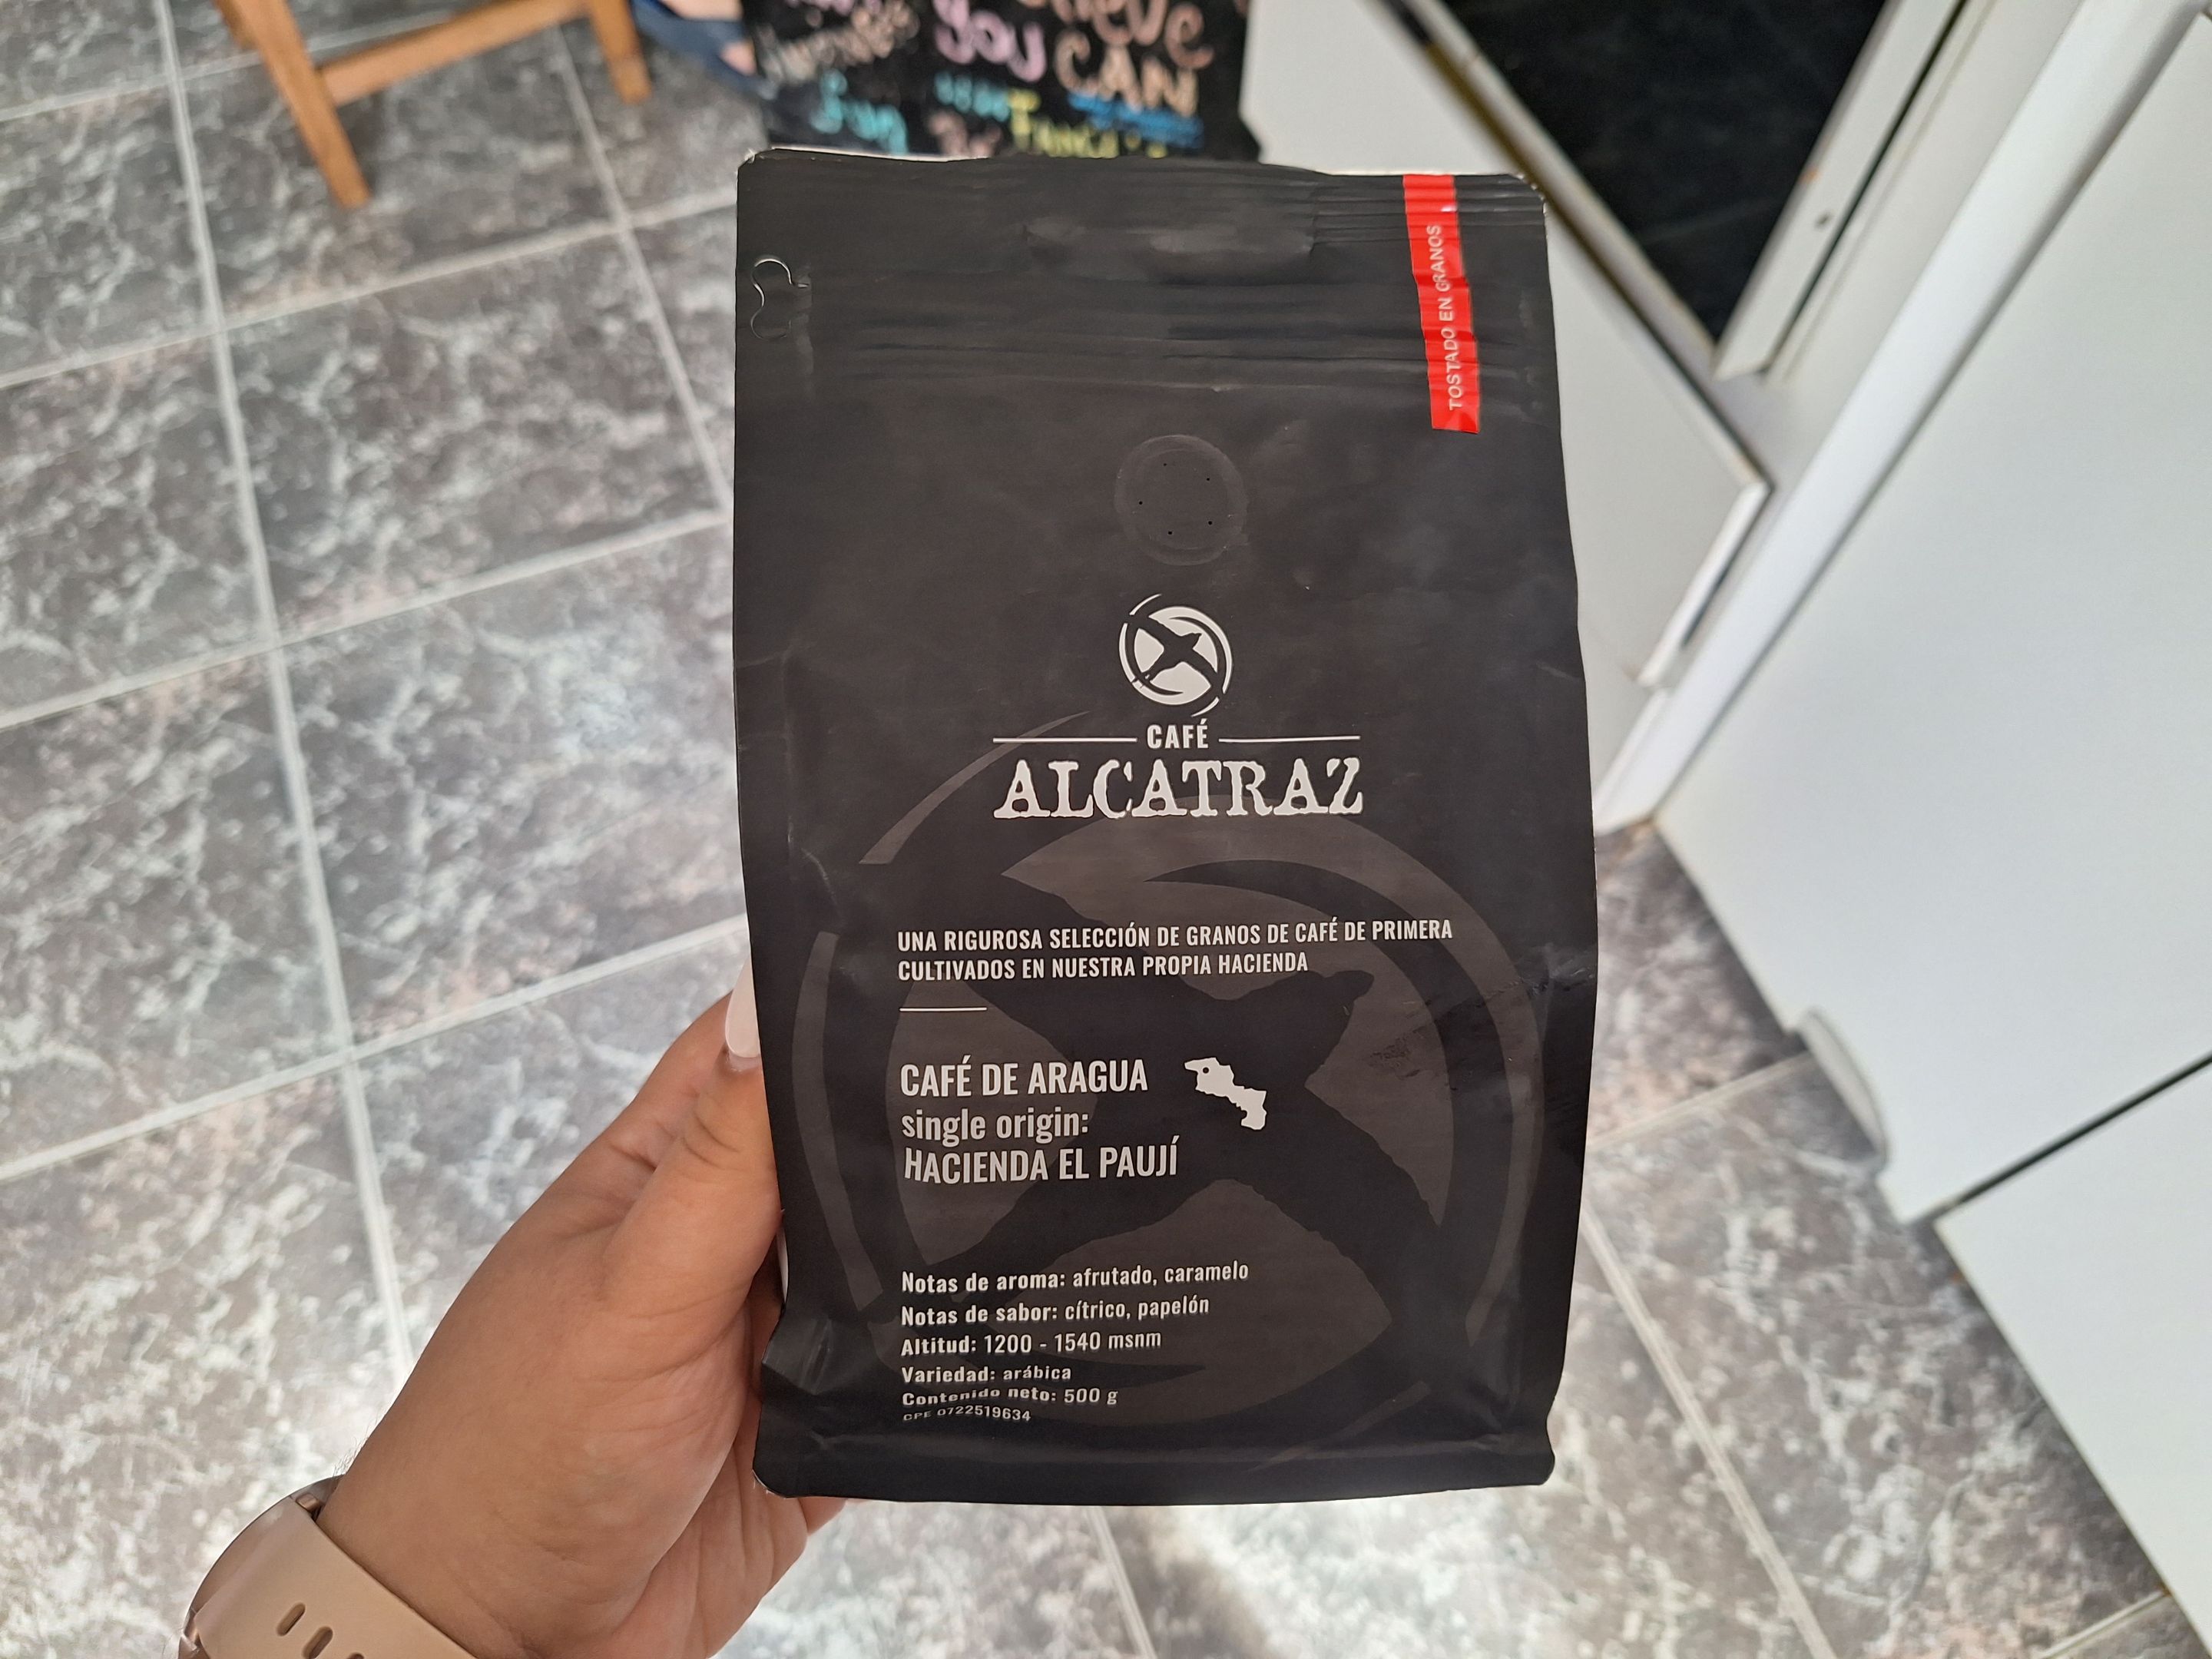 YOU CAN
TOSTADO EN GRANOS
CAFÉ
ALCATRAZ
UNA RIGUROSA SELECCIÓN DE GRANOS DE CAFÉ DE PRIMERA
CULTIVADOS EN NUESTRA PROPIA HACIENDA
CAFÉ DE ARAGUA
single origin:
HACIENDA EL PAUJÍ
Notas de aroma: afrutado, caramelo
Notas de sabor: cítrico, papelón
Altitud: 1200 - 1540 msnm
Variedad: arábica
Contenido neto: 500 g
CPE 0722519634